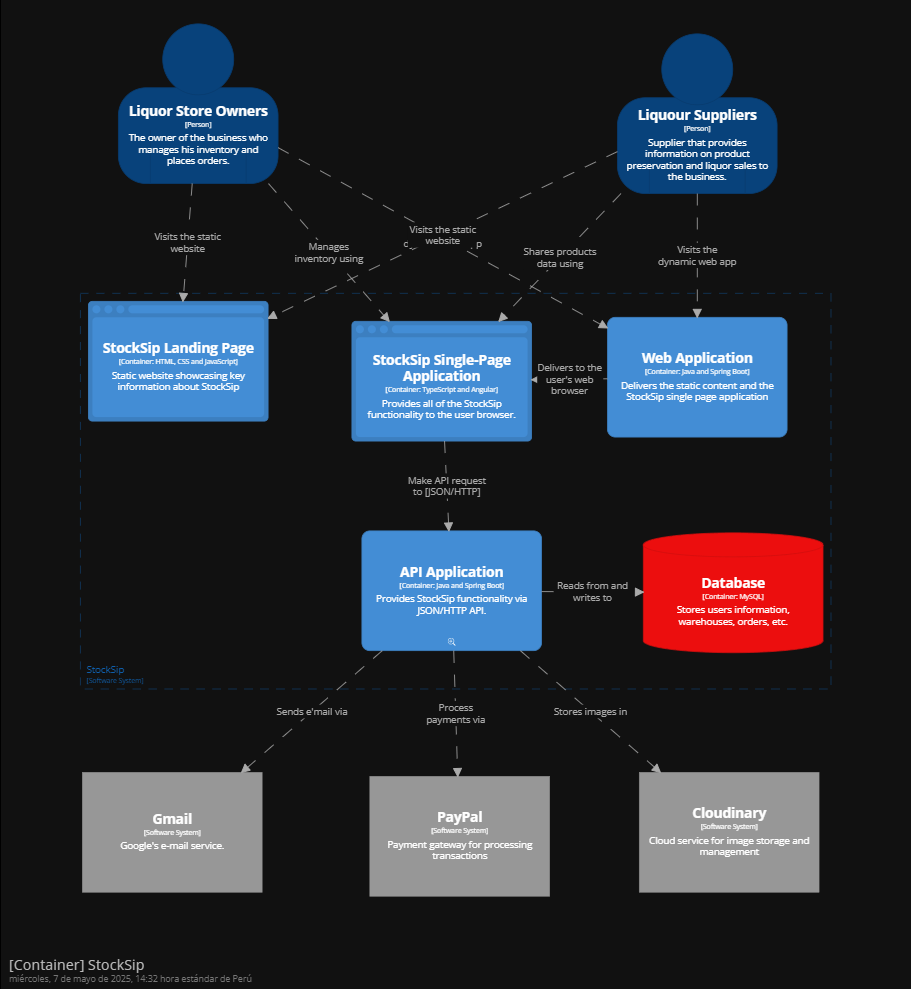 Liquor Store Owners
[Person]
The owner of the business who
manages his inventory and
places orders.
Liquour Suppliers
[Person]
Supplier that provides
information on product
preservation and liquor sales to
the business.
Visits the static
website
Manages
inventory using
Visits the static
website
Shares products
data using
Visits the
dynamic web app
StockSip Landing Page
[Container: HTML, CSS and JavaScript]
Static website showcasing key
information about StockSip
StockSip Single-Page
Application
[Container: TypeScript and Angular]
Provides all of the StockSip
functionality to the user browser.
Delivers to the
user's web
browser
Web Application
[Container: Java and Spring Boot]
Delivers the static content and the
StockSip single page application
Make API request
to [JSON/HTTP]
API Application
[Container: Java and Spring Boot]
Provides StockSip functionality via
JSON/HTTP API.
Reads from and
writes to
Database
[Container: MySQL]
Stores users information,
warehouses, orders, etc.
StockSip
[Software System]
Sends e'mail via
Process
payments via
Stores images in
Gmail
[Software System]
Google's e-mail service.
PayPal
[Software System]
Payment gateway for processing
transactions
Cloudinary
[Software System]
Cloud service for image storage and
management
[Container] StockSip
miércoles, 7 de mayo de 2025, 14:32 hora estándar de Perú